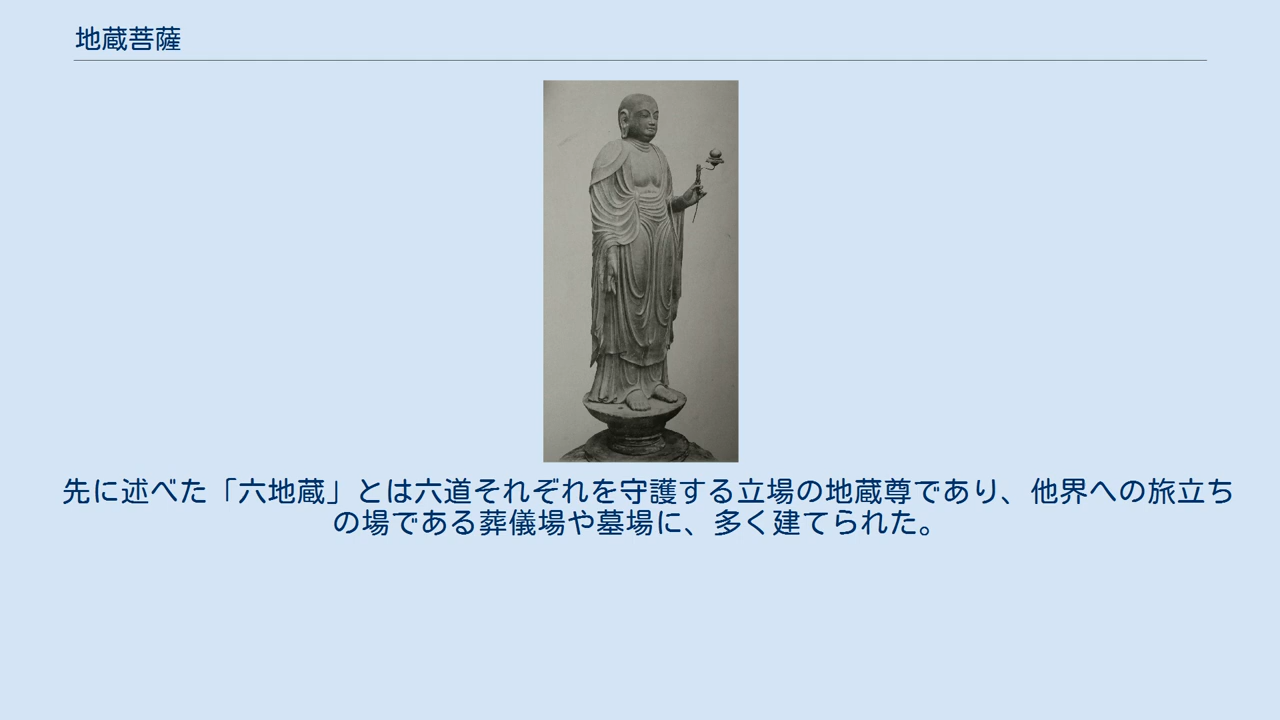 地蔵菩薩
先に述べた「六地蔵」とは六道それぞれを守護する立場の地蔵尊であり、他界への旅立ち
の場である葬儀場や墓場に、多く建てられた。